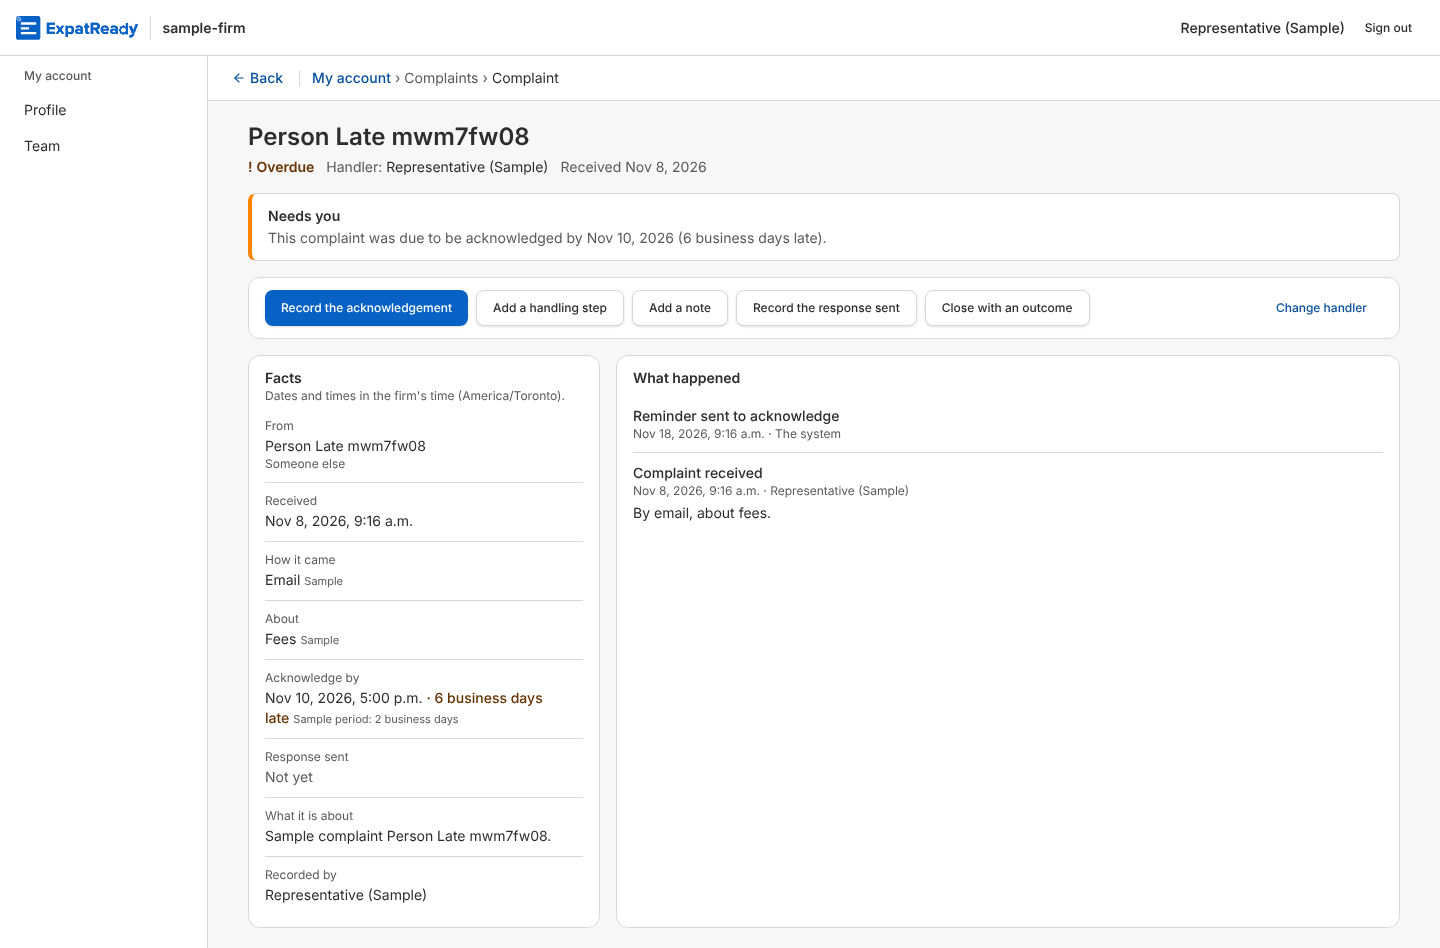 ExpatReady
sample-firm
Representative (Sample)
Sign out
My account
Profile
Team
← Back
My account › Complaints › Complaint
Person Late mwm7fw08
! Overdue Handler: Representative (Sample) Received Nov 8, 2026
Needs you
This complaint was due to be acknowledged by Nov 10, 2026 (6 business days late).
Record the acknowledgement
Add a handling step
Add a note
Record the response sent
Close with an outcome
Change handler
Facts
Dates and times in the firm's time (America/Toronto).
From
Person Late mwm7fw08
Someone else
Received
Nov 8, 2026, 9:16 a.m.
How it came
Email Sample
About
Fees Sample
Acknowledge by
Nov 10, 2026, 5:00 p.m. · 6 business days
late Sample period: 2 business days
Response sent
Not yet
What it is about
Sample complaint Person Late mwm7fw08.
Recorded by
Representative (Sample)
What happened
Reminder sent to acknowledge
Nov 18, 2026, 9:16 a.m. · The system
Complaint received
Nov 8, 2026, 9:16 a.m. · Representative (Sample)
By email, about fees.